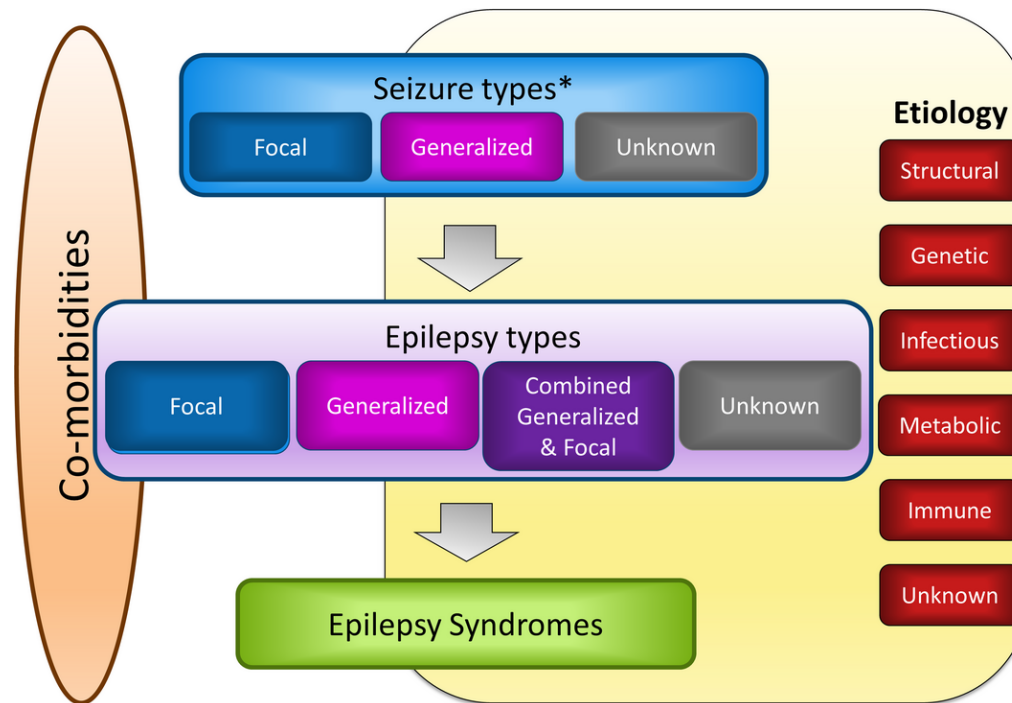 Seizure types*
Focal
Generalized
Unknown
Etiology
Structural
Genetic
Infectious
Metabolic
Immune
Unknown
Co-morbidities
Epilepsy types
Focal
Generalized
Combined
Generalized
& Focal
Unknown
Epilepsy Syndromes